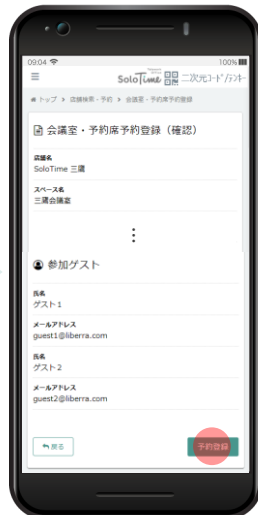 09:04 100%
SoloTime 二次元ｺｰﾄﾞ/ﾃﾝｷｰ
トップ > 店舗検索・予約 > 会議室・予約席予約登録
会議室・予約席予約登録（確認）
店舗名
SoloTime 三鷹
スペース名
三鷹会議室
⋮
参加ゲスト
氏名
ゲスト1
メールアドレス
guest1@liberra.com
氏名
ゲスト2
メールアドレス
guest2@liberra.com
戻る 予約登録